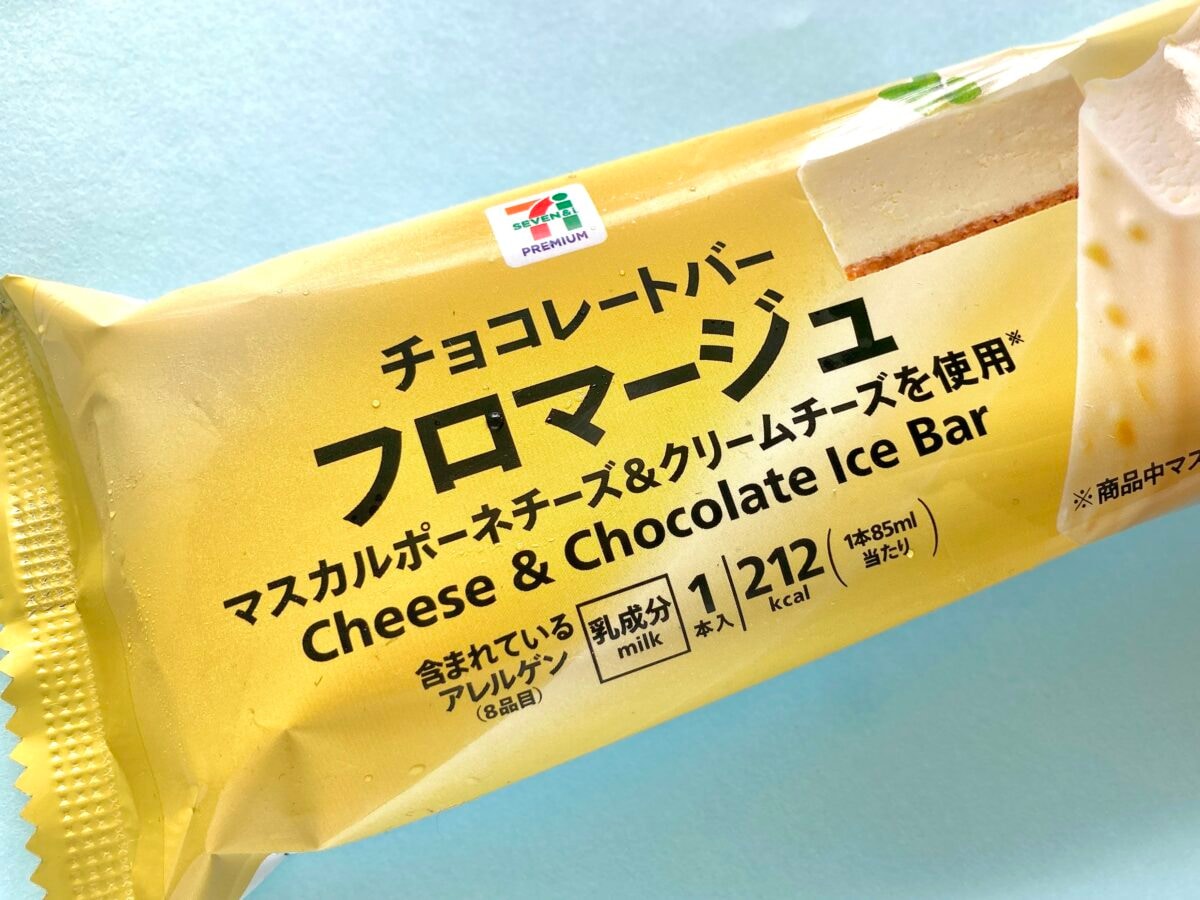 7i
SEVEN&i
PREMIUM
チョコレートバー
フロマージュ
マスカルポーネチーズ&クリームチーズを使用※
Cheese & Chocolate Ice Bar
含まれている
アレルゲン
(8品目)
乳成分
milk
1
本入
212
kcal
(1本85ml
当たり)
※商品中マス